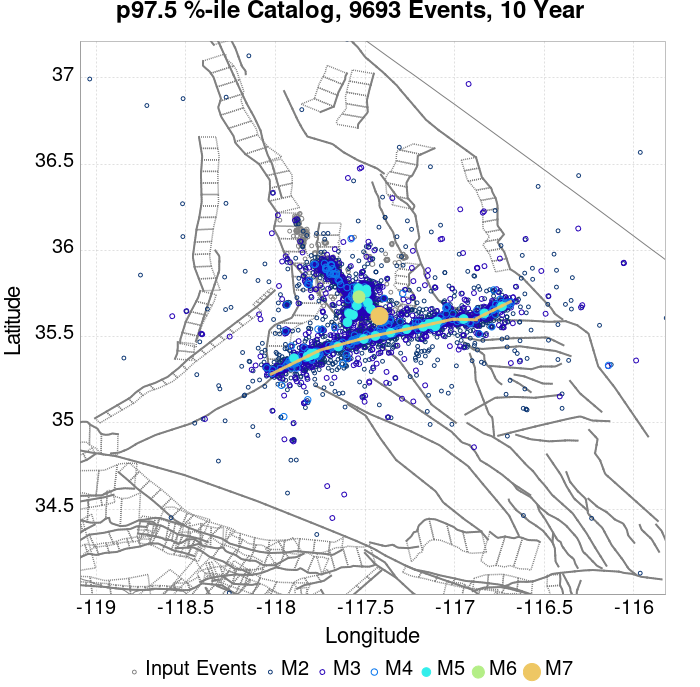 p97.5 %-ile Catalog, 9693 Events, 10 Year
37
36.5
36
35.5
35
34.5
Latitude
-119 -118.5 -118 -117.5 -117 -116.5 -116
Longitude
Input Events M2 M3 M4 M5 M6 M7